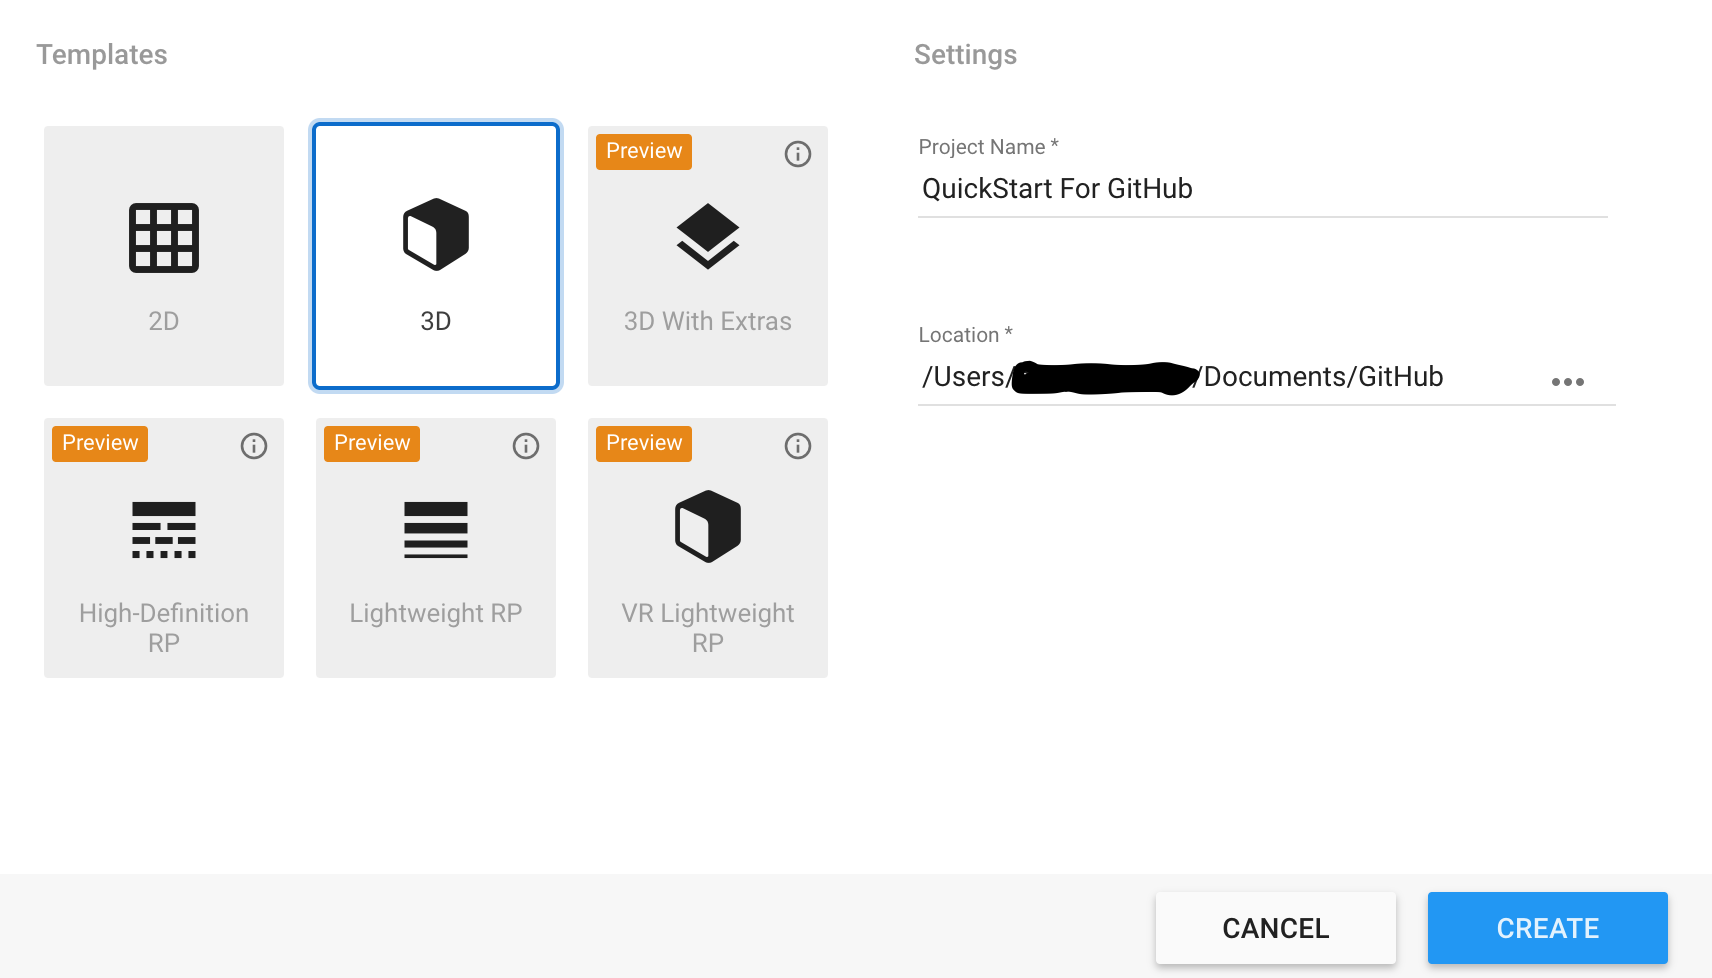 Templates
2D
3D
Preview
3D With Extras
Preview
High-Definition
RP
Preview
Lightweight RP
Preview
VR Lightweight
RP
Settings
Project Name *
QuickStart For GitHub
Location *
/Users/ /Documents/GitHub
CANCEL
CREATE